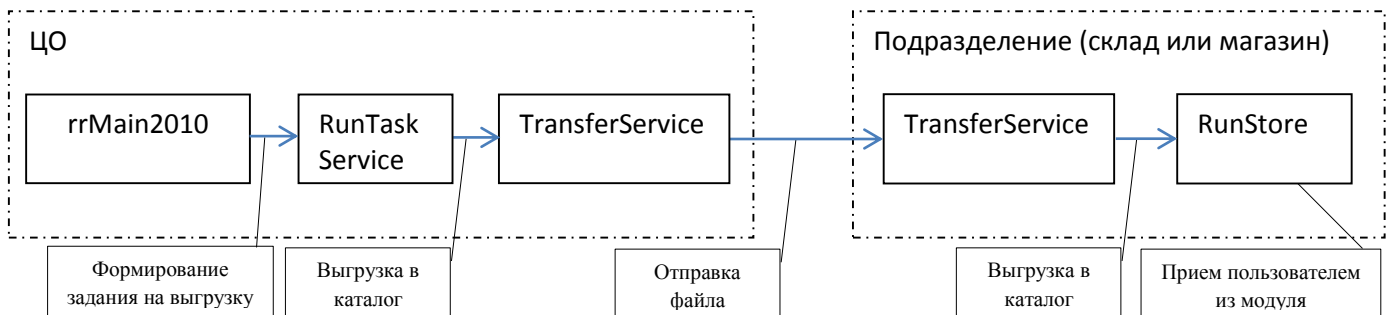 ЦО
Подразделение (склад или магазин)
rrMain2010
RunTask
Service
TransferService
TransferService
RunStore
Формирование
задания на выгрузку
Выгрузка в
каталог
Отправка
файла
Выгрузка в
каталог
Прием пользователем
из модуля